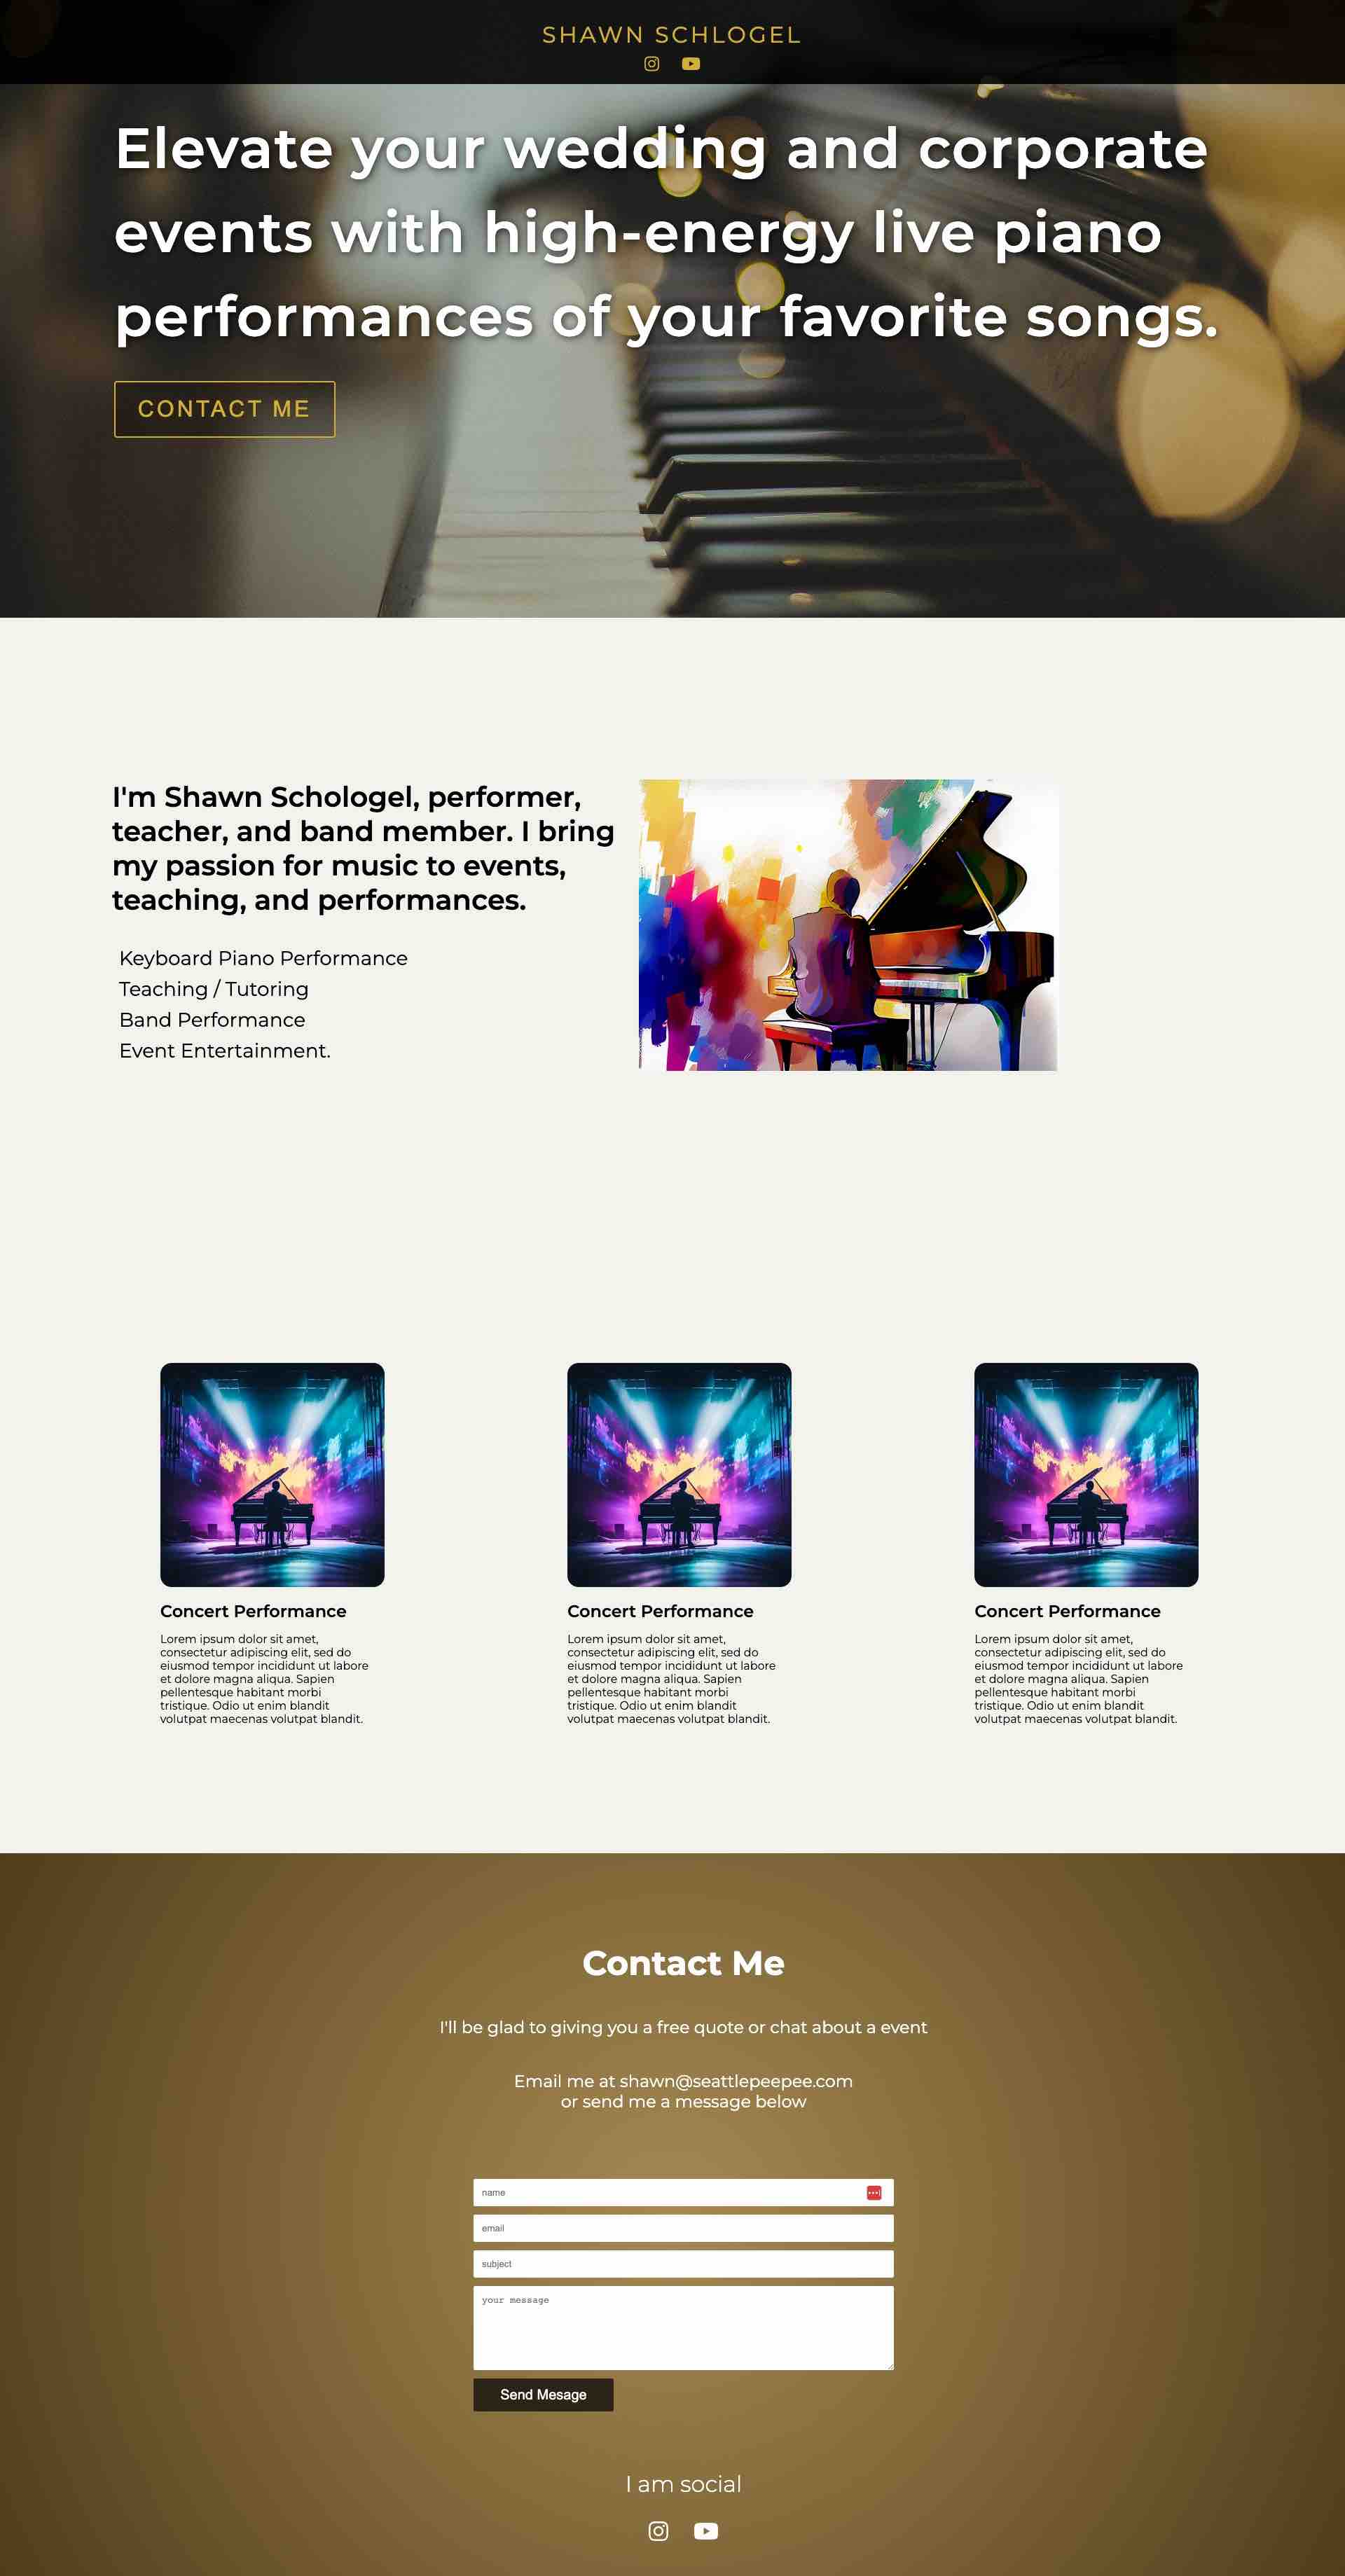 SHAWN SCHLOGEL
Elevate your wedding and corporate
events with high-energy live piano
performances of your favorite songs.
CONTACT ME
I'm Shawn Schologel, performer,
teacher, and band member. I bring
my passion for music to events,
teaching, and performances.
Keyboard Piano Performance
Teaching / Tutoring
Band Performance
Event Entertainment.
Concert Performance
Lorem ipsum dolor sit amet,
consectetur adipiscing elit, sed do
eiusmod tempor incididunt ut labore
et dolore magna aliqua. Sapien
pellentesque habitant morbi
tristique. Odio ut enim blandit
volutpat maecenas volutpat blandit.
Concert Performance
Lorem ipsum dolor sit amet,
consectetur adipiscing elit, sed do
eiusmod tempor incididunt ut labore
et dolore magna aliqua. Sapien
pellentesque habitant morbi
tristique. Odio ut enim blandit
volutpat maecenas volutpat blandit.
Concert Performance
Lorem ipsum dolor sit amet,
consectetur adipiscing elit, sed do
eiusmod tempor incididunt ut labore
et dolore magna aliqua. Sapien
pellentesque habitant morbi
tristique. Odio ut enim blandit
volutpat maecenas volutpat blandit.
Contact Me
I'll be glad to giving you a free quote or chat about a event
Email me at shawn@seattlepeepee.com
or send me a message below
name
email
subject
your message
Send Mesage
I am social